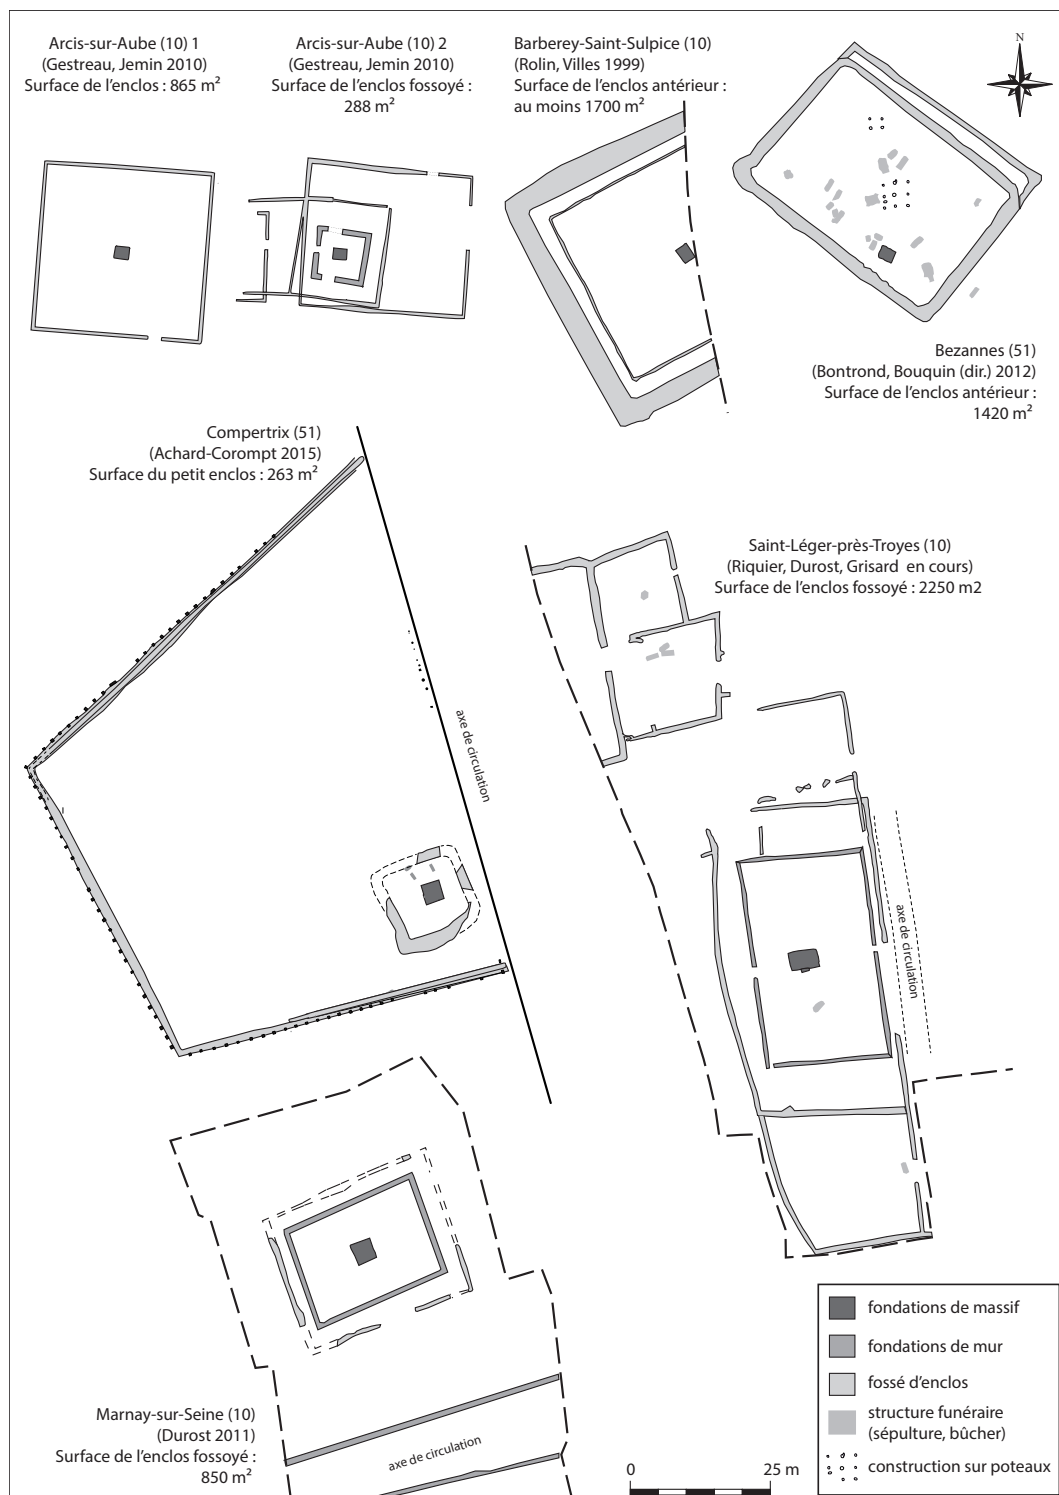 Arcis-sur-Aube (10) 1
(Gestreau, Jemin 2010)
Surface de l'enclos : 865 m²
Arcis-sur-Aube (10) 2
(Gestreau, Jemin 2010)
Surface de l'enclos fossoyé :
288 m²
Barberey-Saint-Sulpice (10)
(Rolin, Villes 1999)
Surface de l'enclos antérieur :
au moins 1700 m²
N
Bezannes (51)
(Bontrond, Bouquin (dir.) 2012)
Surface de l'enclos antérieur :
1420 m²
Compertrix (51)
(Achard-Corompt 2015)
Surface du petit enclos : 263 m²
axe de circulation
Saint-Léger-près-Troyes (10)
(Riquier, Durost, Grisard en cours)
Surface de l'enclos fossoyé : 2250 m2
axe de circulation
Marnay-sur-Seine (10)
(Durost 2011)
Surface de l'enclos fossoyé :
850 m²
axe de circulation
0 25 m
fondations de massif
fondations de mur
fossé d'enclos
structure funéraire
(sépulture, bûcher)
construction sur poteaux